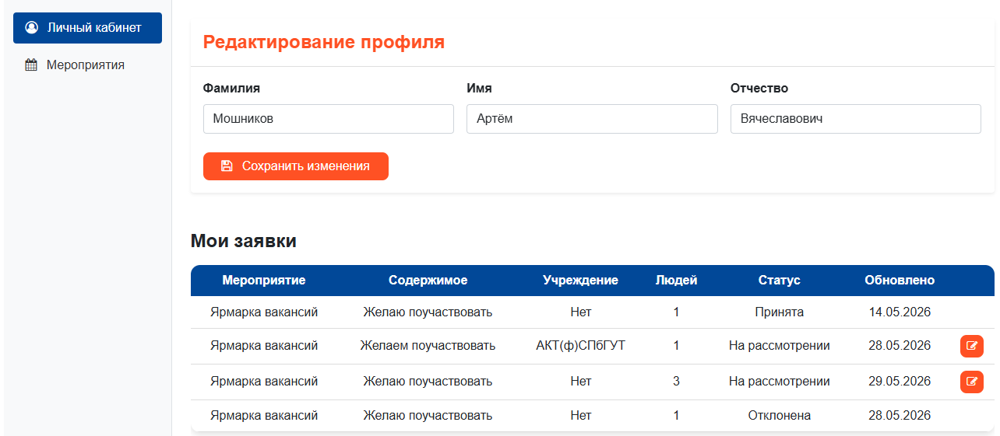 Личный кабинет
Мероприятия
Редактирование профиля
Фамилия Имя Отчество
Мошников Артём Вячеславович
Сохранить изменения
Мои заявки
Мероприятие Содержимое Учреждение Людей Статус Обновлено
Ярмарка вакансий Желаю поучаствовать Нет 1 Принята 14.05.2026
Ярмарка вакансий Желаем поучаствовать АКТ(ф)СПбГУТ 1 На рассмотрении 28.05.2026
Ярмарка вакансий Желаю поучаствовать Нет 3 На рассмотрении 29.05.2026
Ярмарка вакансий Желаю поучаствовать Нет 1 Отклонена 28.05.2026